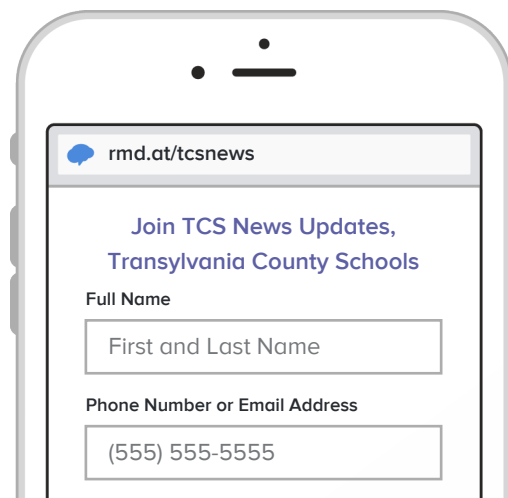 rmd.at/tcsnews
Join TCS News Updates,
Transylvania County Schools
Full Name
First and Last Name
Phone Number or Email Address
(555) 555-5555